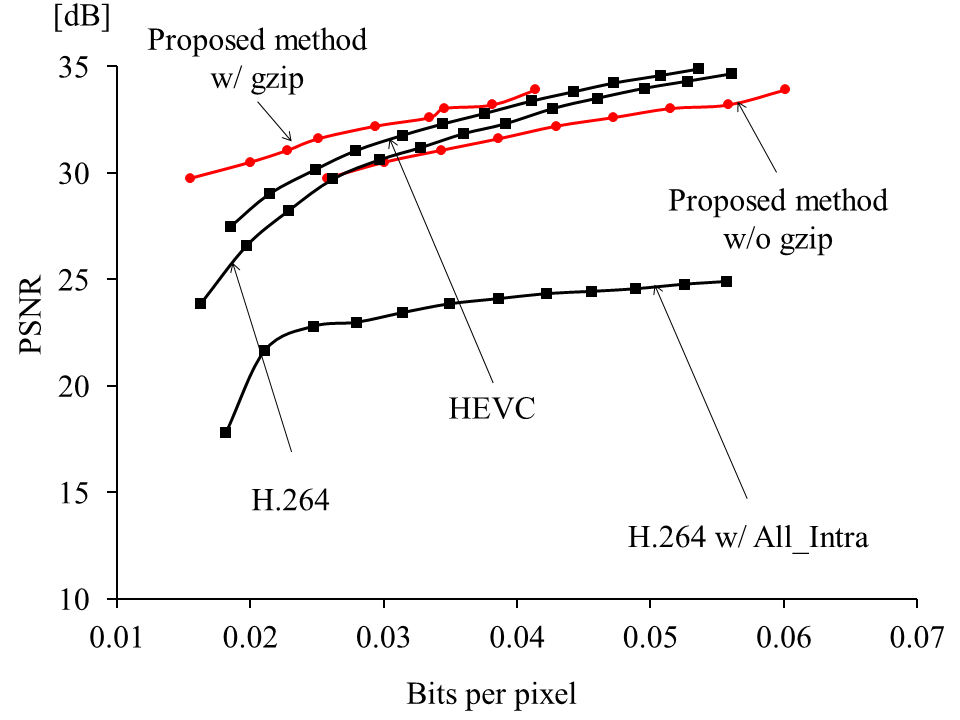 [dB]
Proposed method
w/ gzip
35
30
25
20
15
10
PSNR
Proposed method
w/o gzip
HEVC
H.264
H.264 w/ All_Intra
0.01 0.02 0.03 0.04 0.05 0.06 0.07
Bits per pixel